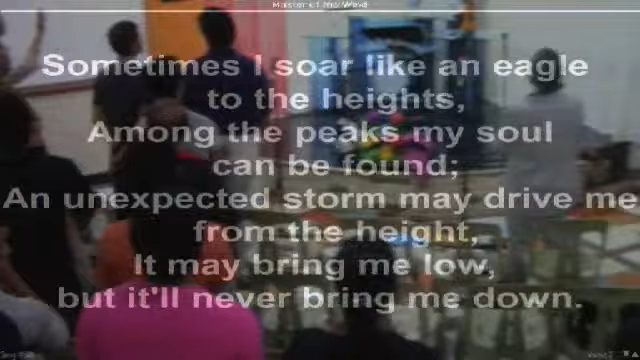 Sometimes I soar like an eagle
to the heights,
Among the peaks my soul
can be found;
An unexpected storm may drive me
from the height,
It may bring me low,
but it'll never bring me down.